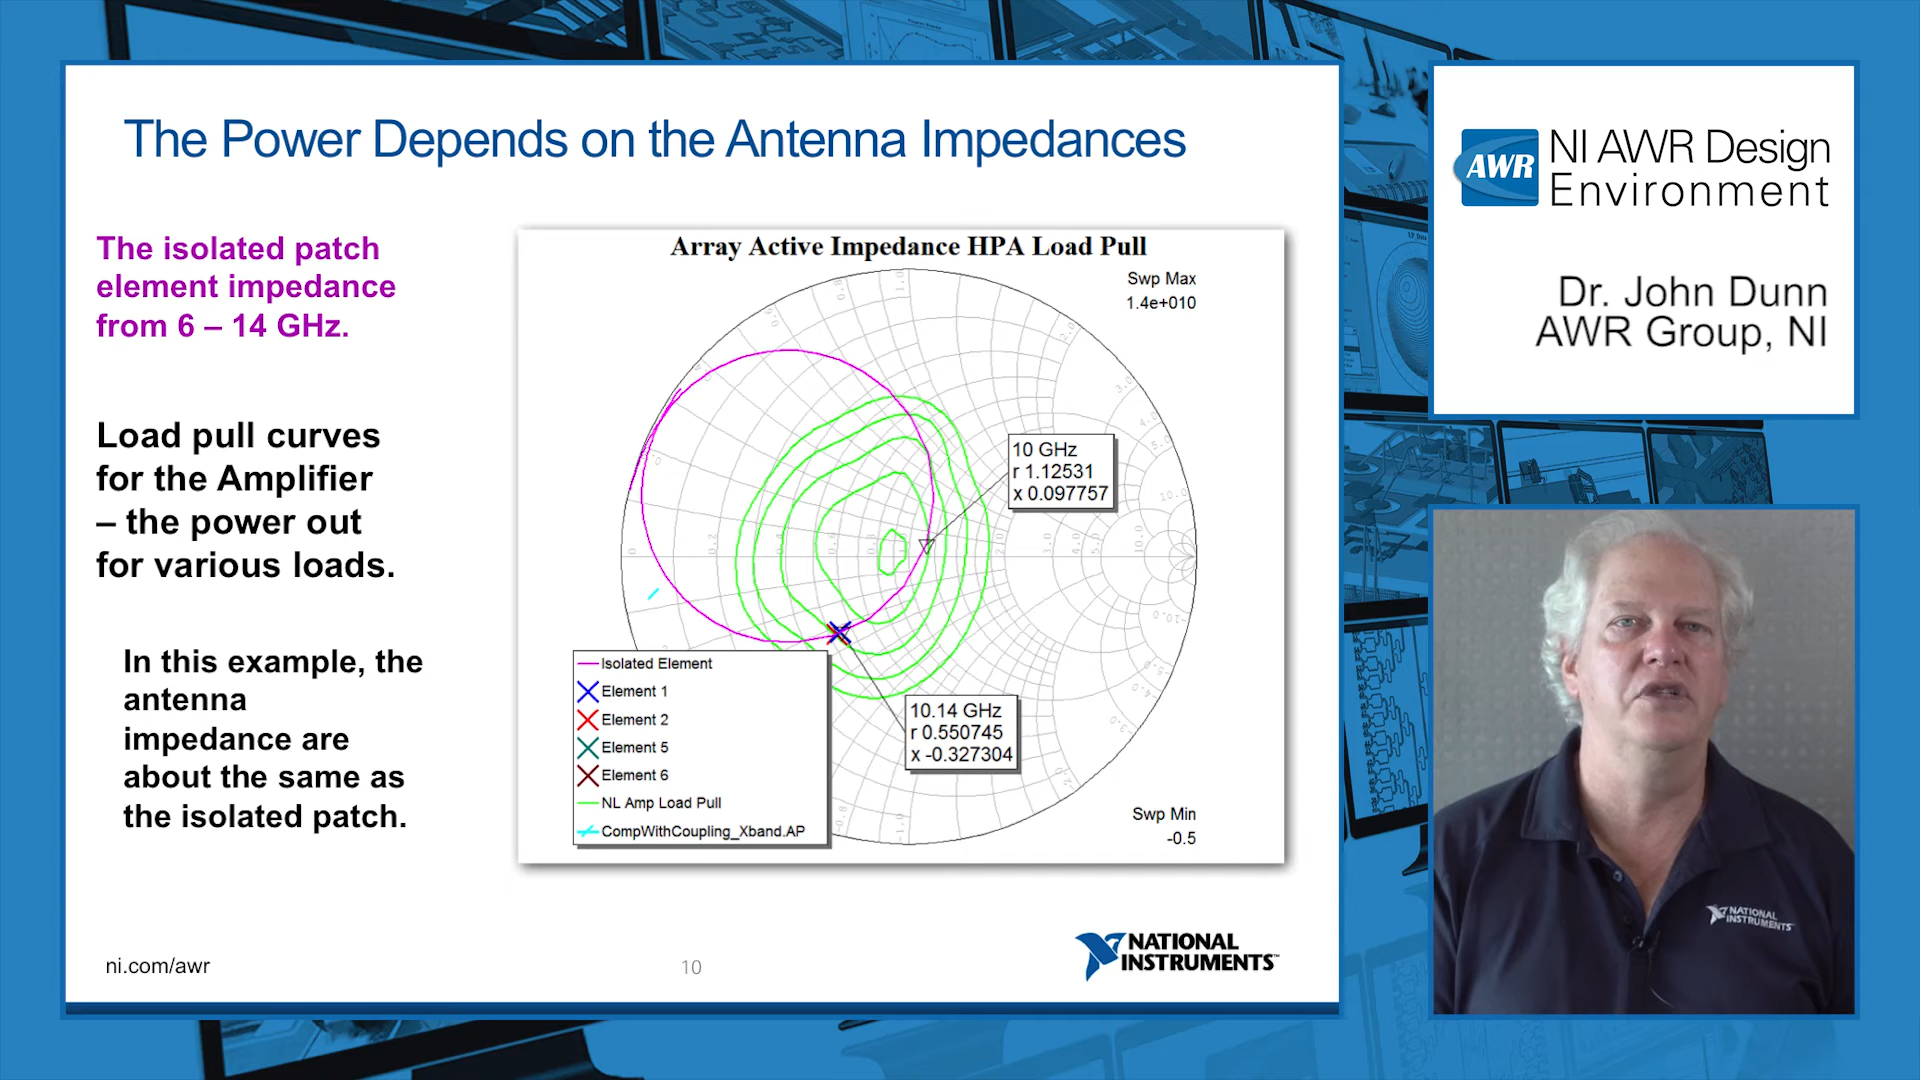 The Power Depends on the Antenna Impedances
The isolated patch
element impedance
from 6 – 14 GHz.
Load pull curves
for the Amplifier
– the power out
for various loads.
In this example, the
antenna
impedance are
about the same as
the isolated patch.
Array Active Impedance HPA Load Pull
Swp Max
1.4e+010
10 GHz
r 1.12531
x 0.097757
10.14 GHz
r 0.550745
x -0.327304
Isolated Element
Element 1
Element 2
Element 5
Element 6
NL Amp Load Pull
CompWithCoupling_Xband.AP
Swp Min
-0.5
ni.com/awr
10
NATIONAL
INSTRUMENTS™
AWR
NI AWR Design
Environment
Dr. John Dunn
AWR Group, NI
NATIONAL
INSTRUMENTS